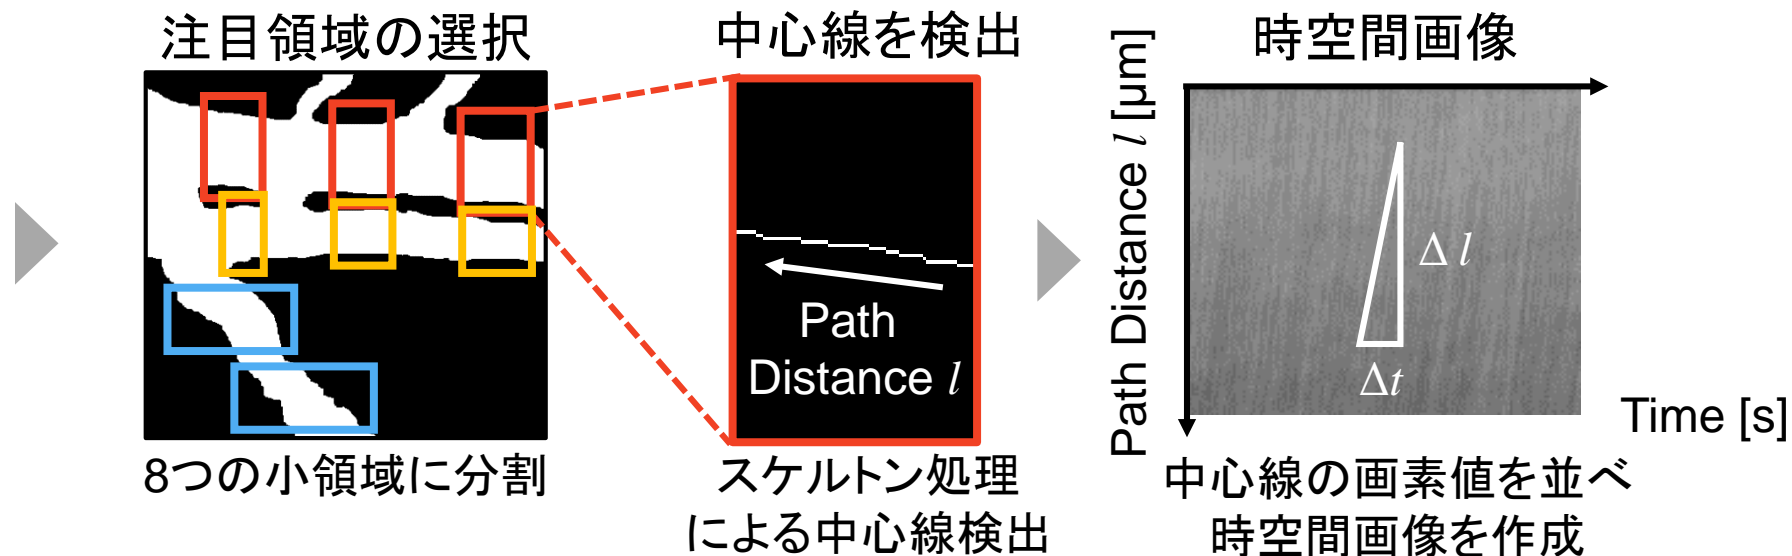 注目領域の選択
8つの小領域に分割
中心線を検出
Path
Distance l
スケルトン処理
による中心線検出
時空間画像
Path Distance l [μm]
Δ l
Δt
Time [s]
中心線の画素値を並べ
時空間画像を作成